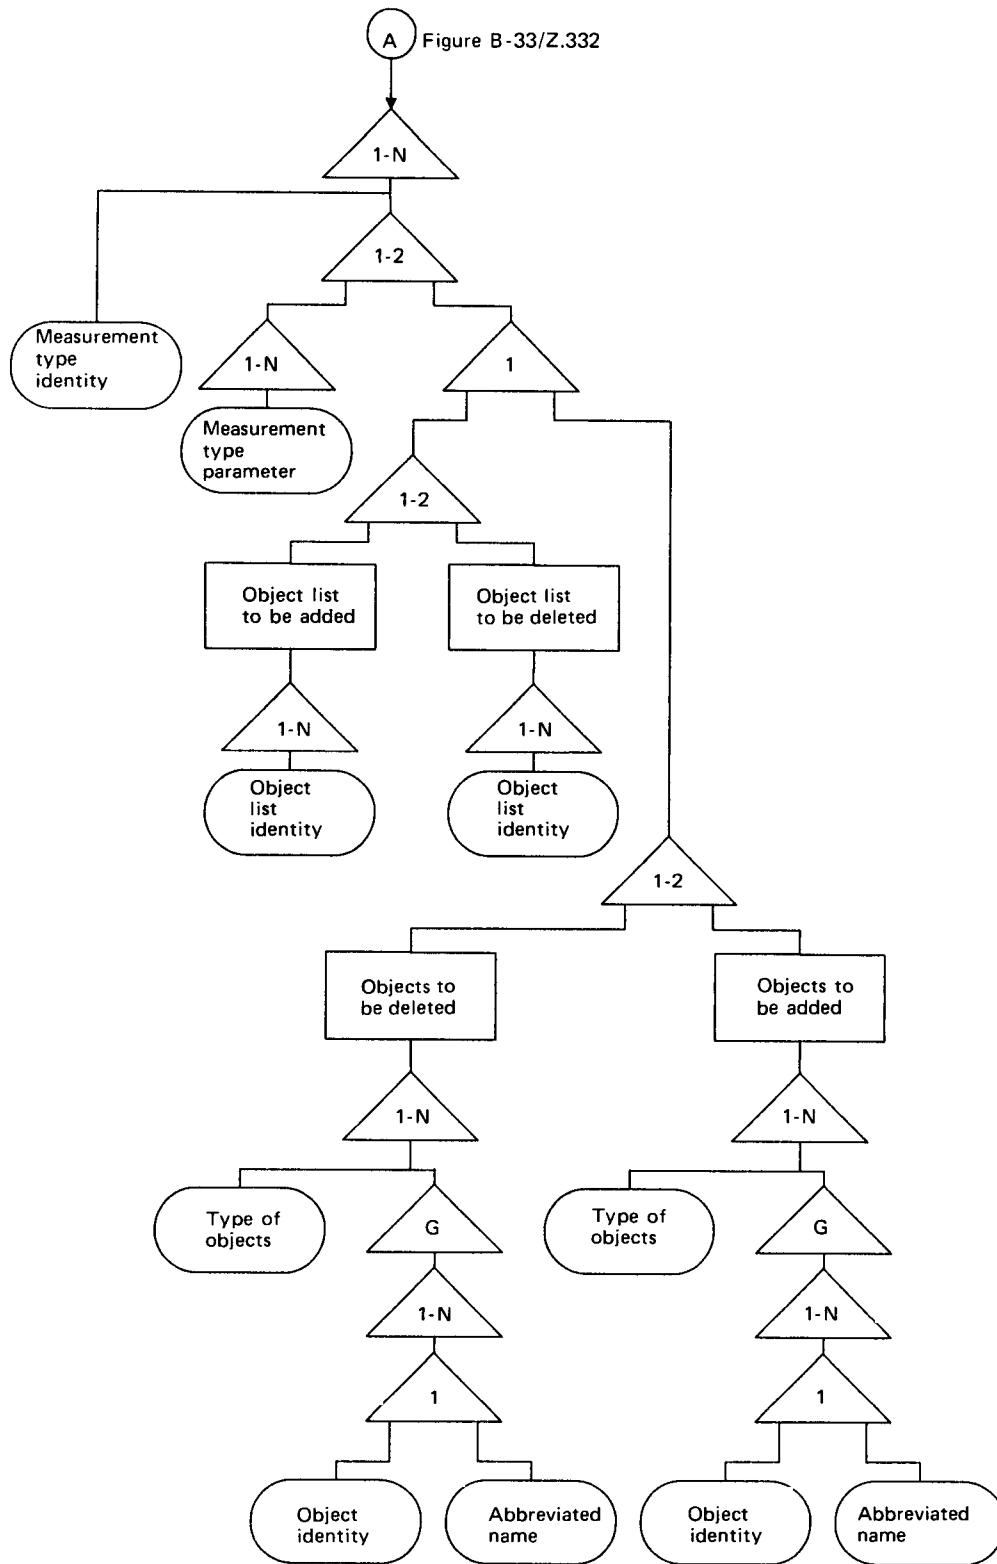 A Figure B-33/Z.332
1-N
1-2
Measurement
type
identity
1-N
1
Measurement
type
parameter
1-2
Object list
to be added
Object list
to be deleted
1-N
1-N
Object
list
identity
Object
list
identity
1-2
Objects to
be deleted
Objects to
be added
1-N
1-N
Type of
objects
G
Type of
objects
G
1-N
1-N
1
1
Object
identity
Abbreviated
name
Object
identity
Abbreviated
name